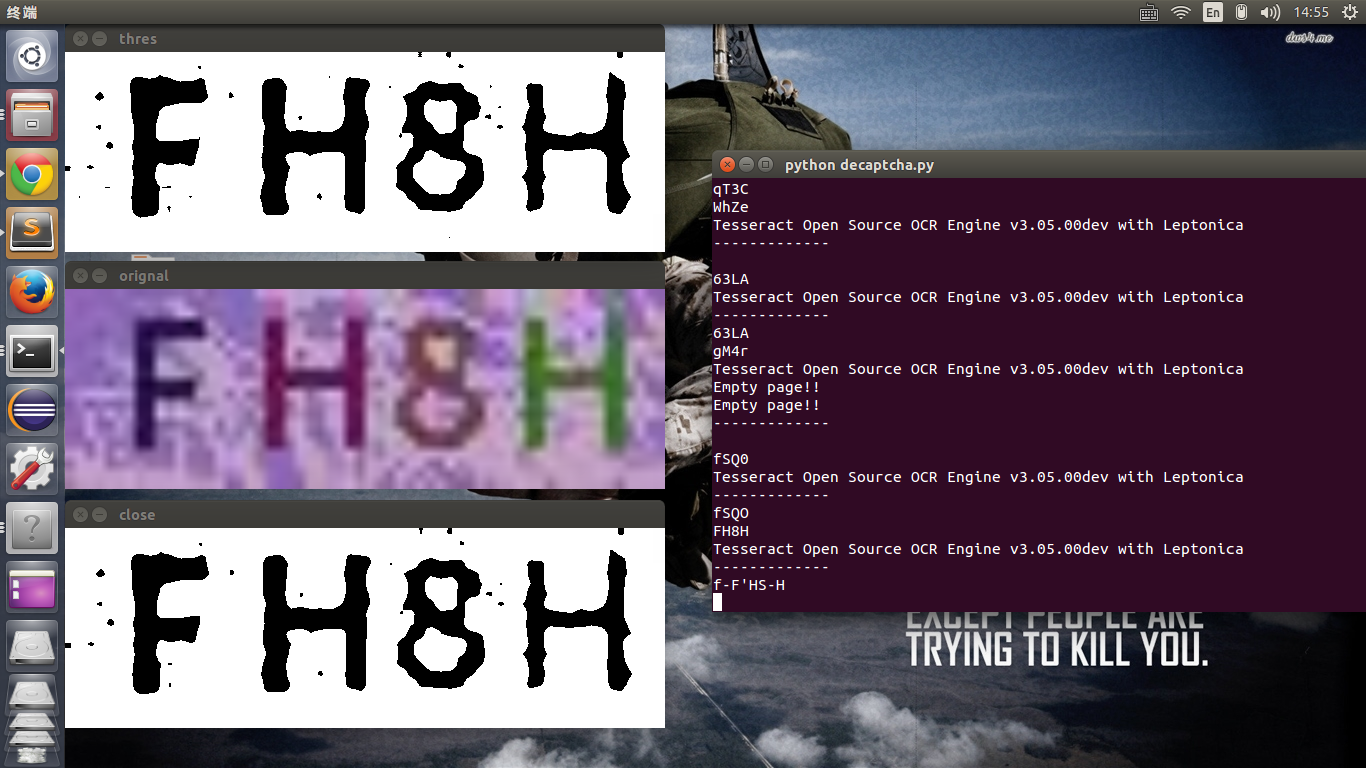 终端
En
14:55
thres
dwr4.me
F H 8 H
orignal
F H 8 H
close
F H 8 H
python decaptcha.py
qT3C
WhZe
Tesseract Open Source OCR Engine v3.05.00dev with Leptonica
-------------
63LA
Tesseract Open Source OCR Engine v3.05.00dev with Leptonica
-------------
63LA
gM4r
Tesseract Open Source OCR Engine v3.05.00dev with Leptonica
Empty page!!
Empty page!!
-------------
fSQ0
Tesseract Open Source OCR Engine v3.05.00dev with Leptonica
-------------
fSQO
FH8H
Tesseract Open Source OCR Engine v3.05.00dev with Leptonica
-------------
f-F'HS-H
EXCEPT PEOPLE ARE
TRYING TO KILL YOU.